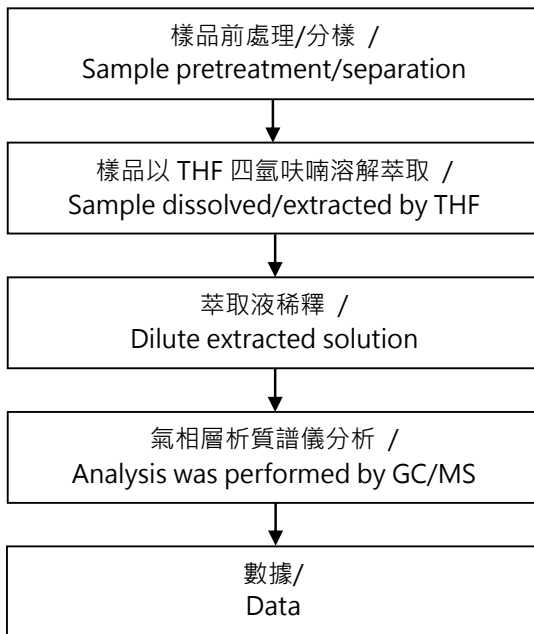 樣品前處理/分樣 /
Sample pretreatment/separation
樣品以 THF 四氫呋喃溶解萃取 /
Sample dissolved/extracted by THF
萃取液稀釋 /
Dilute extracted solution
氣相層析質譜儀分析 /
Analysis was performed by GC/MS
數據/
Data